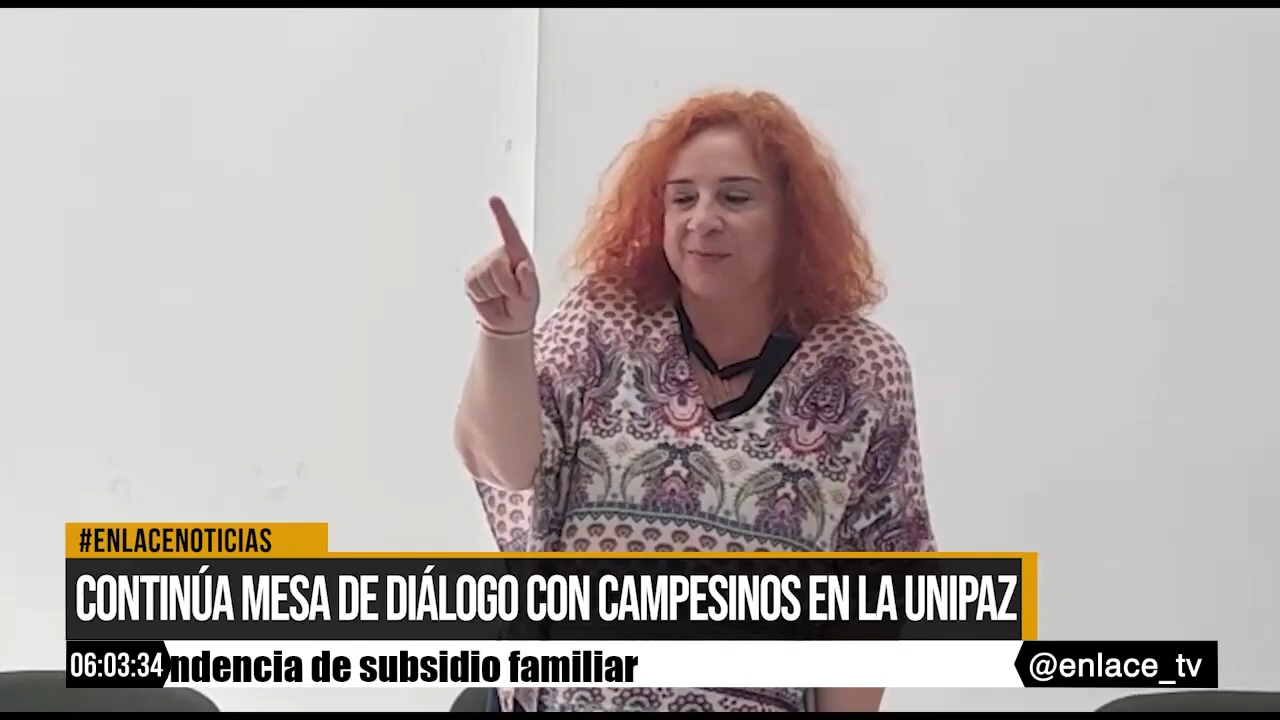 #ENLACENOTICIAS
CONTINÚA MESA DE DIÁLOGO CON CAMPESINOS EN LA UNIPAZ
06:03:34
ndencia de subsidio familiar
@enlace_tv